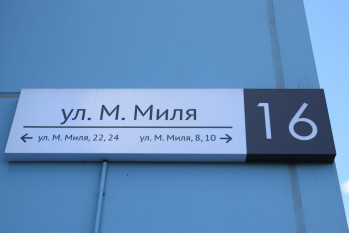 ул. М. Миля
16
← ул. М. Миля, 22, 24 ул. М. Миля, 8, 10 →